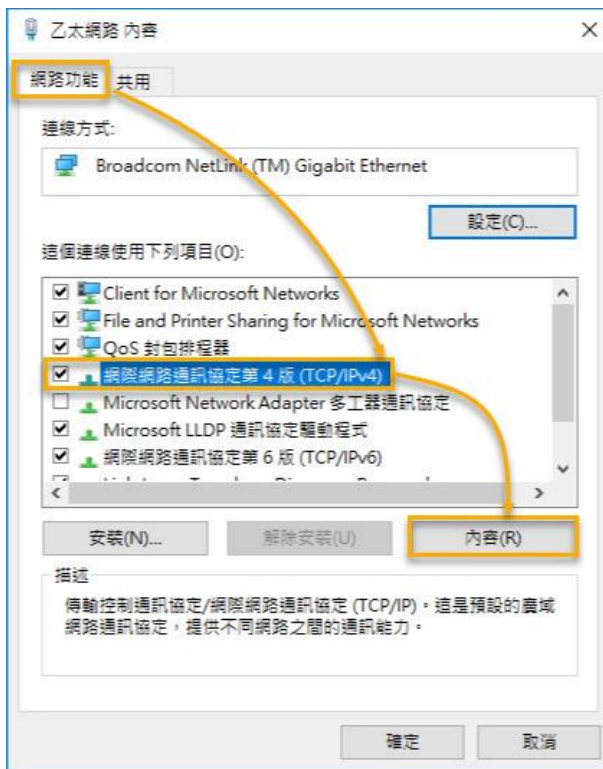 乙太網路 內容
網路功能 共用
連線方式:
Broadcom NetLink (TM) Gigabit Ethernet
設定(C)...
這個連線使用下列項目(O):
Client for Microsoft Networks
File and Printer Sharing for Microsoft Networks
QoS 封包排程器
網際網路通訊協定第 4 版 (TCP/IPv4)
Microsoft Network Adapter 多工器通訊協定
Microsoft LLDP 通訊協定驅動程式
網際網路通訊協定第 6 版 (TCP/IPv6)
安裝(N)... 解除安裝(U) 內容(R)
描述
傳輸控制通訊協定/網際網路通訊協定 (TCP/IP)。這是預設的廣域
網路通訊協定，提供不同網路之間的通訊能力。
確定 取消